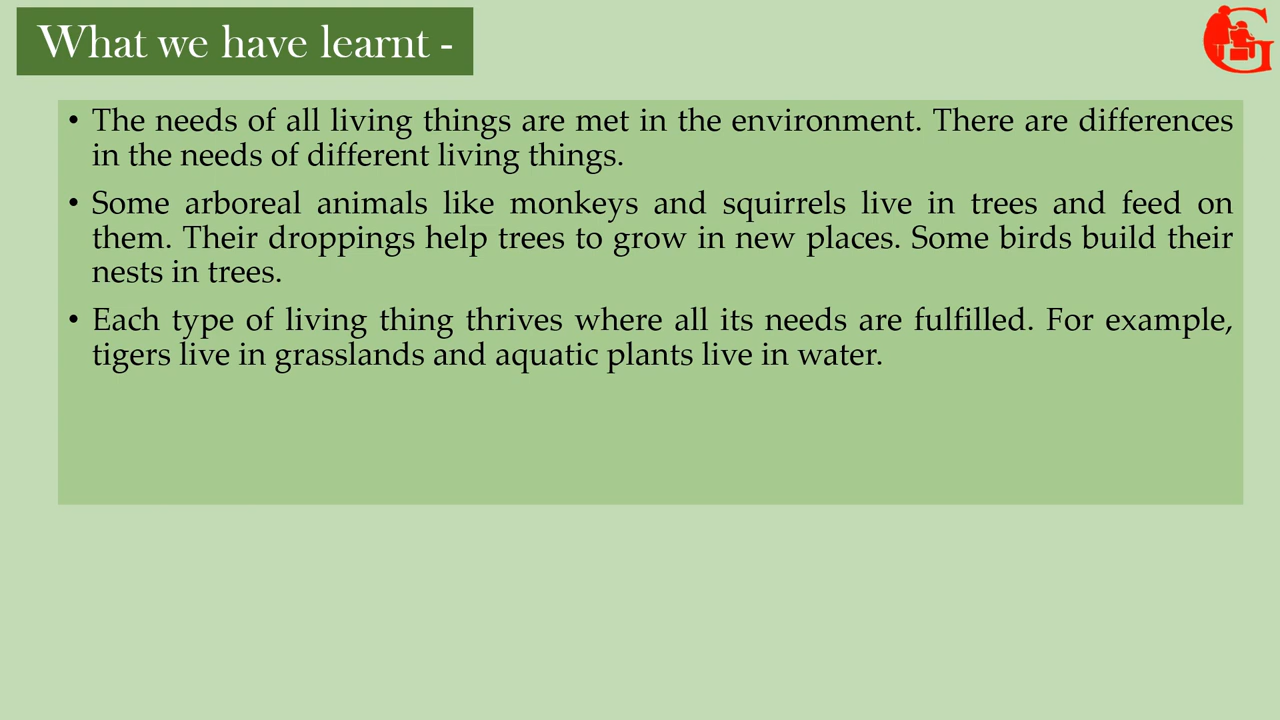 What we have learnt -
• The needs of all living things are met in the environment. There are differences
in the needs of different living things.
• Some arboreal animals like monkeys and squirrels live in trees and feed on
them. Their droppings help trees to grow in new places. Some birds build their
nests in trees.
• Each type of living thing thrives where all its needs are fulfilled. For example,
tigers live in grasslands and aquatic plants live in water.
G